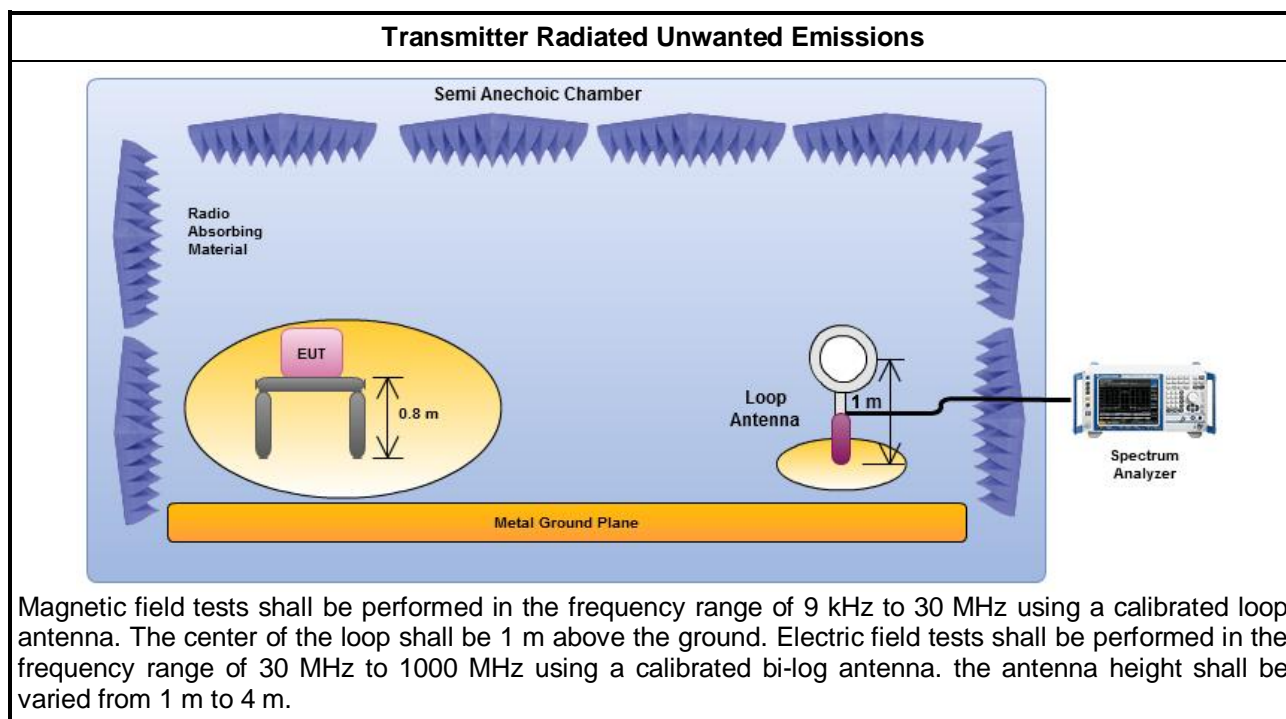 Transmitter Radiated Unwanted Emissions
Semi Anechoic Chamber
Radio
Absorbing
Material
EUT
0.8 m
Loop
Antenna
1 m
Spectrum
Analyzer
Metal Ground Plane
Magnetic field tests shall be performed in the frequency range of 9 kHz to 30 MHz using a calibrated loop
antenna. The center of the loop shall be 1 m above the ground. Electric field tests shall be performed in the
frequency range of 30 MHz to 1000 MHz using a calibrated bi-log antenna. the antenna height shall be
varied from 1 m to 4 m.